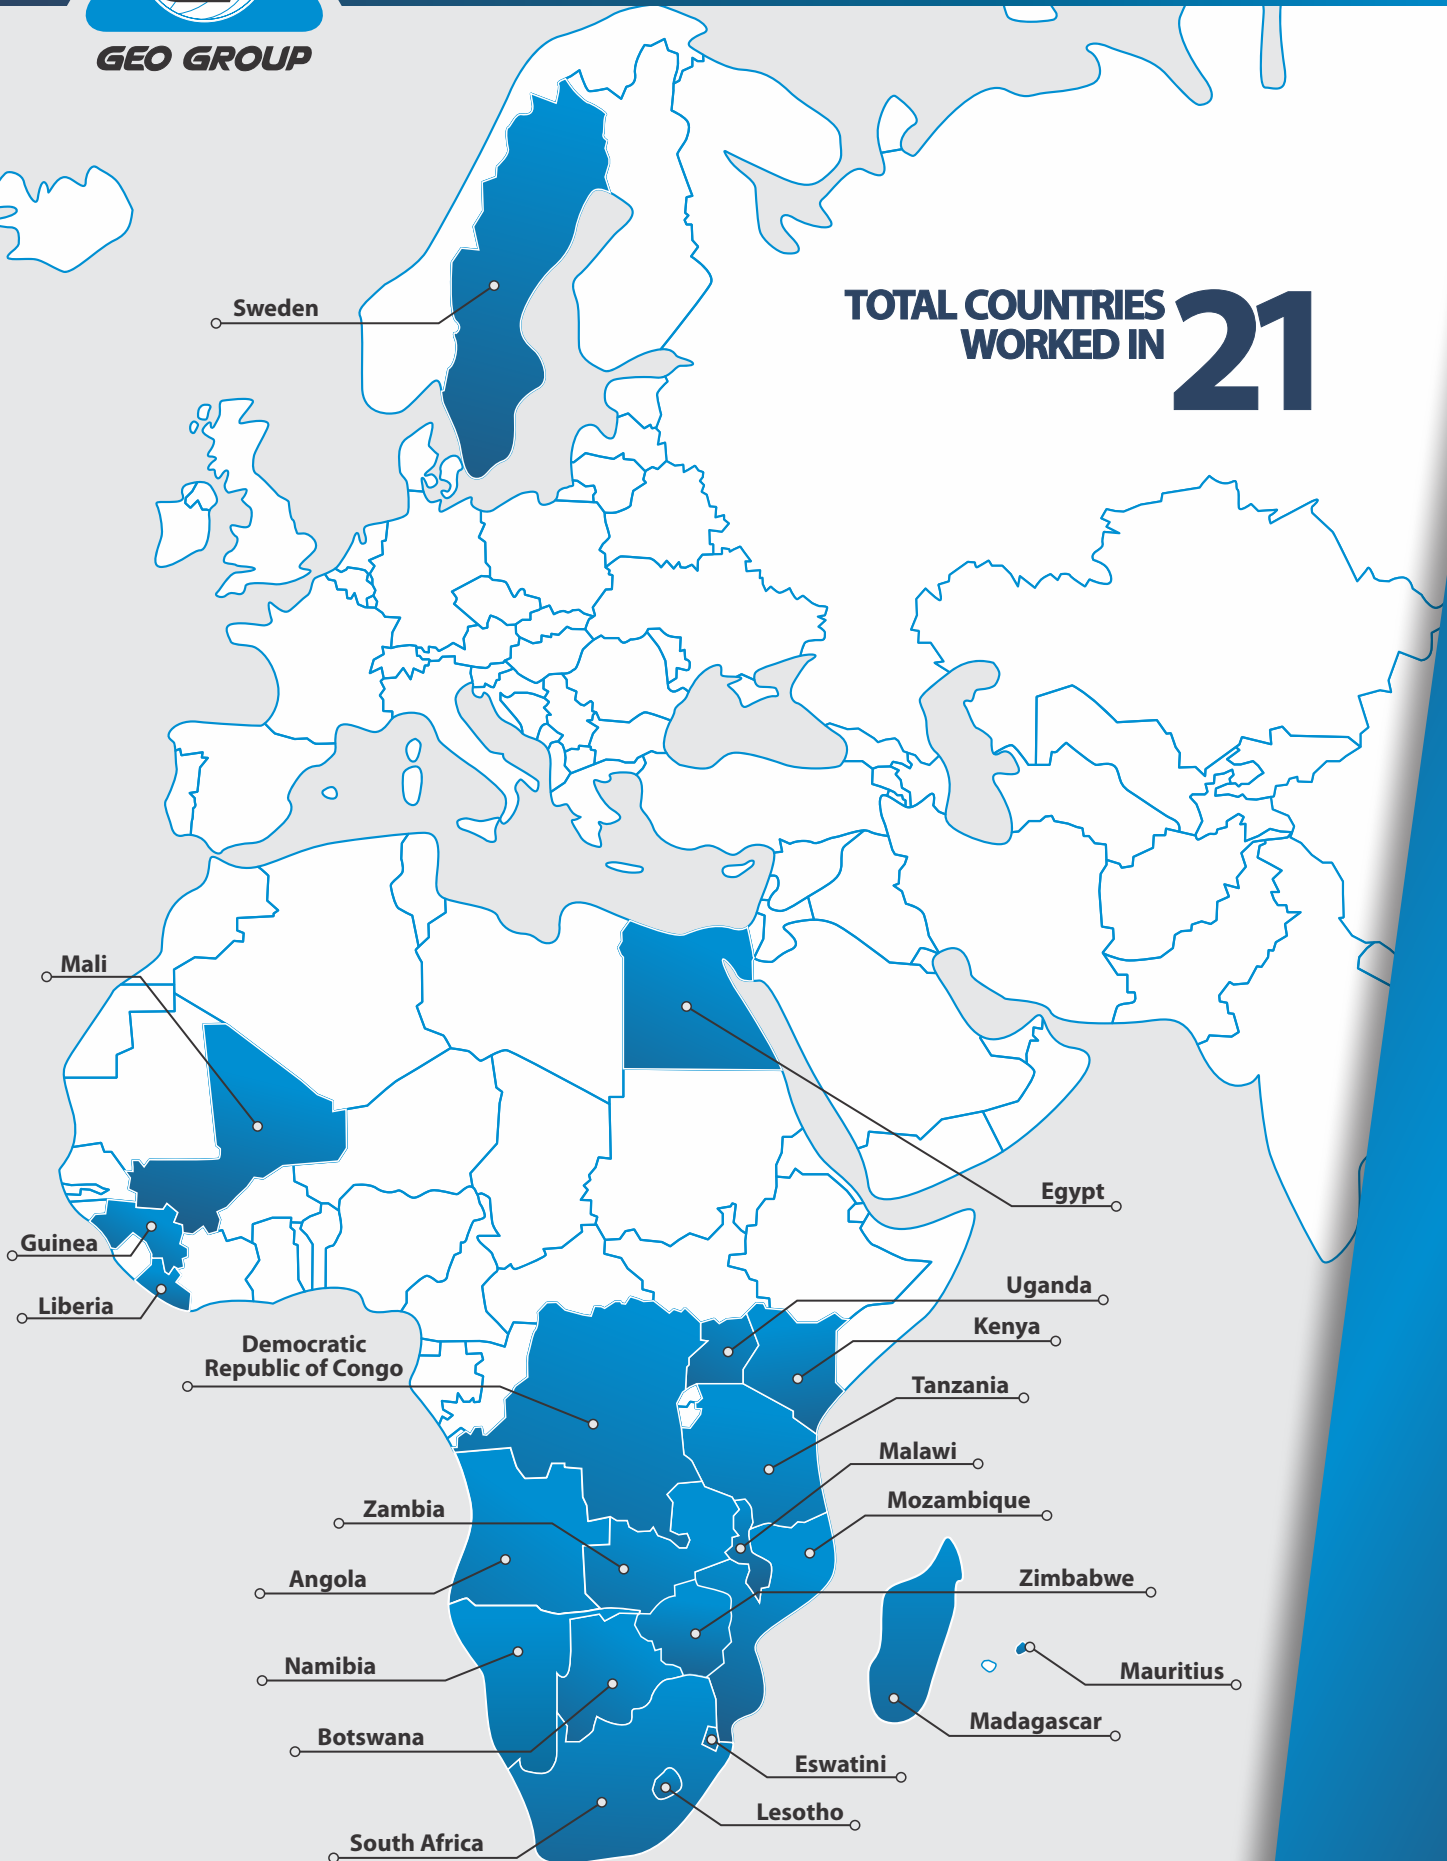 GEO GROUP
Sweden
TOTAL COUNTRIES
WORKED IN
21
Mali
Egypt
Guinea
Liberia
Uganda
Kenya
Democratic
Republic of Congo
Tanzania
Malawi
Mozambique
Zambia
Angola
Zimbabwe
Namibia
Mauritius
Madagascar
Botswana
Eswatini
Lesotho
South Africa